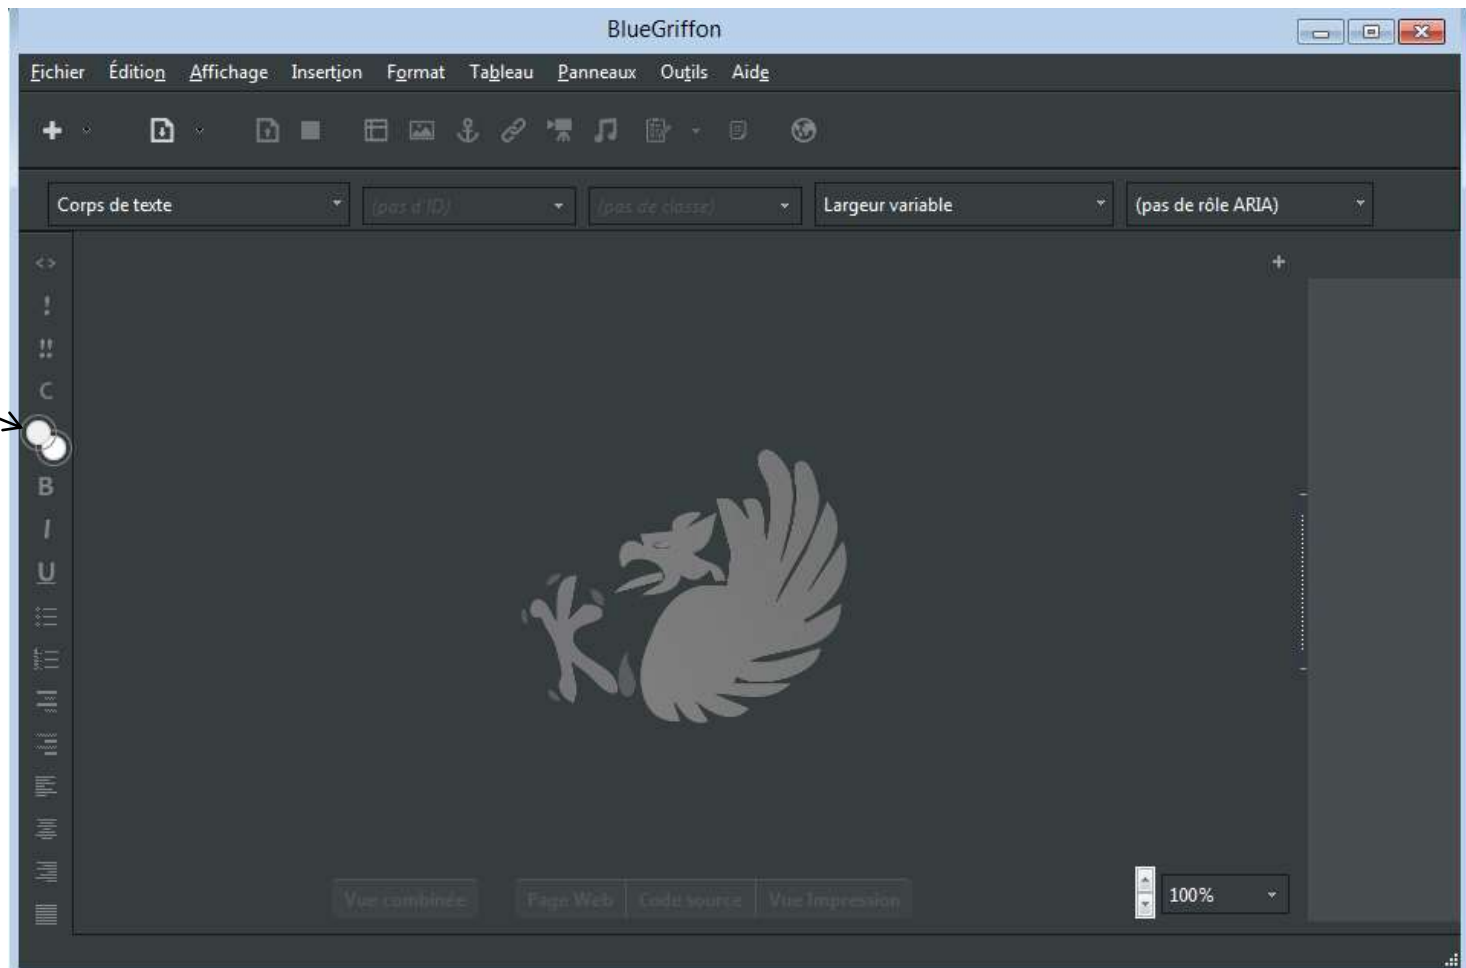 BlueGriffon
Fichier Édition Affichage Insertion Format Tableau Panneaux Outils Aide
Corps de texte (pas d'ID) (pas de classe) Largeur variable (pas de rôle ARIA)
<>
!
!!
C
B
I
U
Vue combinée Page Web Code source Vue Impression 100%